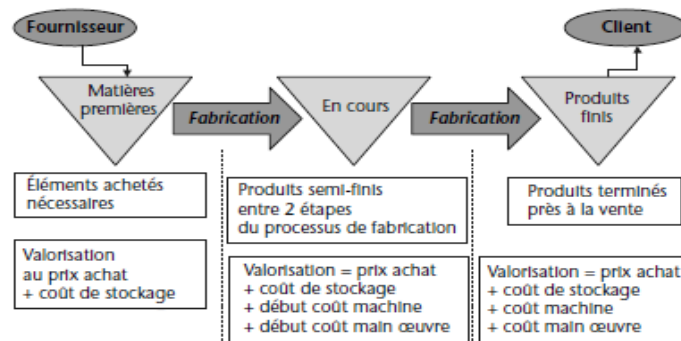 Fournisseur
Client
Matières
premières
Fabrication
En cours
Fabrication
Produits
finis
Éléments achetés
nécessaires
Produits semi-finis
entre 2 étapes
du processus de fabrication
Produits terminés
près à la vente
Valorisation
au prix achat
+ coût de stockage
Valorisation = prix achat
+ coût de stockage
+ début coût machine
+ début coût main œuvre
Valorisation = prix achat
+ coût de stockage
+ coût machine
+ coût main œuvre